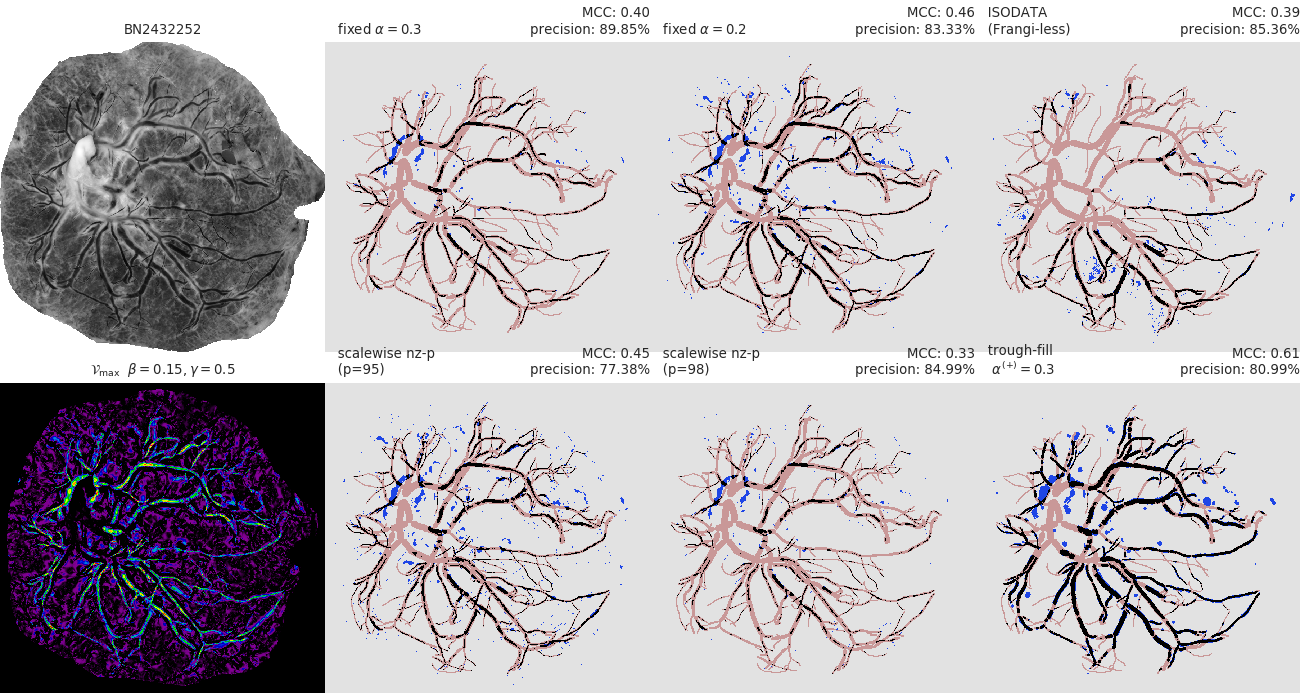 BN2432252
fixed α = 0.3
MCC: 0.40
precision: 89.85%
fixed α = 0.2
MCC: 0.46
precision: 83.33%
ISODATA
(Frangi-less)
MCC: 0.39
precision: 85.36%
𝒱max β = 0.15, γ = 0.5
scalewise nz-p
(p=95)
MCC: 0.45
precision: 77.38%
scalewise nz-p
(p=98)
MCC: 0.33
precision: 84.99%
trough-fill
α(+) = 0.3
MCC: 0.61
precision: 80.99%